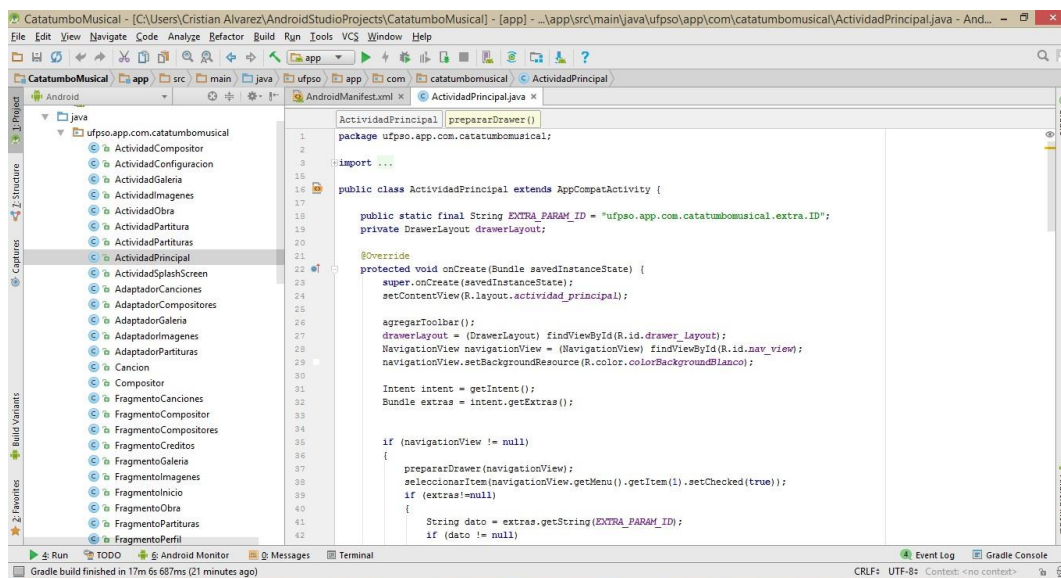 CatatumboMusical - [C:\Users\Cristian Alvarez\AndroidStudioProjects\CatatumboMusical] - [app] - ...\app\src\main\java\ufpso\app\com\catatumbomusical\ActividadPrincipal.java - And...
File Edit View Navigate Code Analyze Refactor Build Run Tools VCS Window Help
app
CatatumboMusical app src main java ufpso app com catatumbomusical ActividadPrincipal
Android
AndroidManifest.xml ActividadPrincipal.java
1: Project
7: Structure
Captures
Build Variants
2: Favorites
java
ufpso.app.com.catatumbomusical
ActividadCompositor
ActividadConfiguracion
ActividadGaleria
ActividadImagenes
ActividadObra
ActividadPartitura
ActividadPartituras
ActividadPrincipal
ActividadSplashScreen
AdaptadorCanciones
AdaptadorCompositores
AdaptadorGaleria
AdaptadorImagenes
AdaptadorPartituras
Cancion
Compositor
FragmentoCanciones
FragmentoCompositor
FragmentoCompositores
FragmentoCreditos
FragmentoGaleria
FragmentoImagenes
FragmentoInicio
FragmentoObra
FragmentoPartituras
FragmentoPerfil
ActividadPrincipal prepararDrawer()
1 package ufpso.app.com.catatumbomusical;
2
3 import ...
15
16 public class ActividadPrincipal extends AppCompatActivity {
17
18 public static final String EXTRA_PARAM_ID = "ufpso.app.com.catatumbomusical.extra.ID";
19 private DrawerLayout drawerLayout;
20
21 @Override
22 protected void onCreate(Bundle savedInstanceState) {
23 super.onCreate(savedInstanceState);
24 setContentView(R.layout.actividad_principal);
25
26 agregarToolbar();
27 drawerLayout = (DrawerLayout) findViewById(R.id.drawer_layout);
28 NavigationView navigationView = (NavigationView) findViewById(R.id.nav_view);
29 navigationView.setBackgroundResource(R.color.colorBackgroundBlanco);
30
31 Intent intent = getIntent();
32 Bundle extras = intent.getExtras();
33
34
35 if (navigationView != null)
36 {
37 prepararDrawer(navigationView);
38 seleccionarItem(navigationView.getMenu().getItem(1).setChecked(true));
39 if (extras!=null)
40 {
41 String dato = extras.getString(EXTRA_PARAM_ID);
42 if (dato != null)
4: Run TODO 6: Android Monitor 0: Messages Terminal Event Log Gradle Console
Gradle build finished in 17m 6s 687ms (21 minutes ago) CRLF UTF-8 Context: <no context>